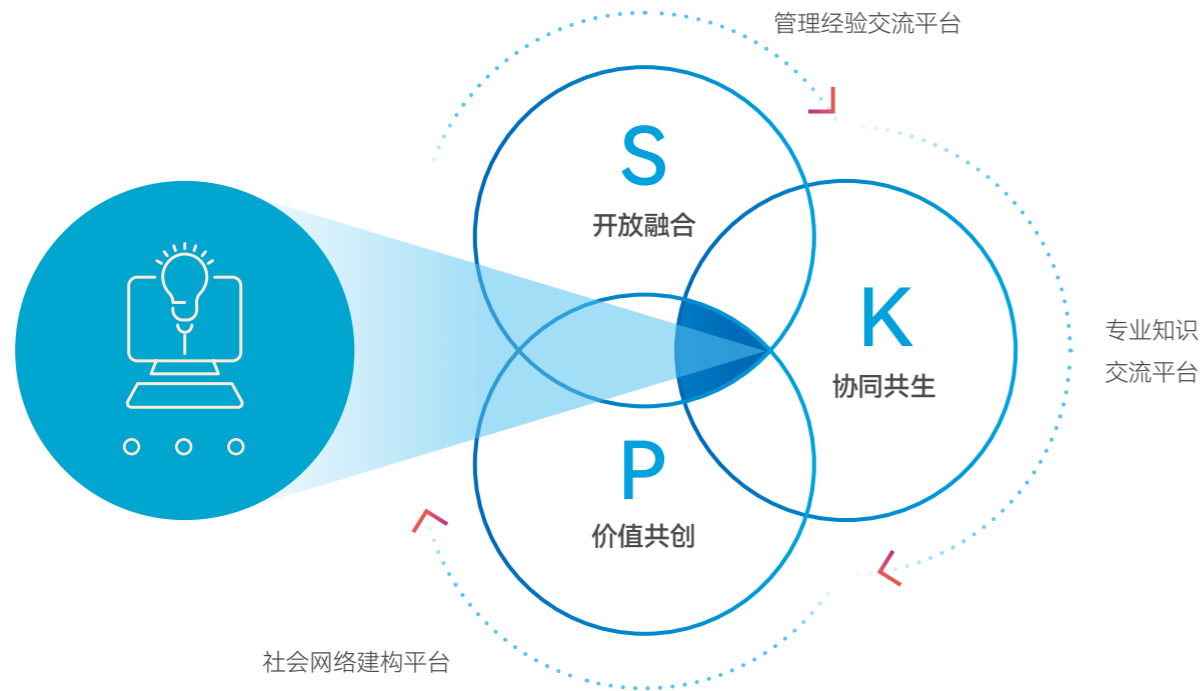 管理经验交流平台
S
开放融合
K
协同共生
专业知识
交流平台
P
价值共创
社会网络建构平台